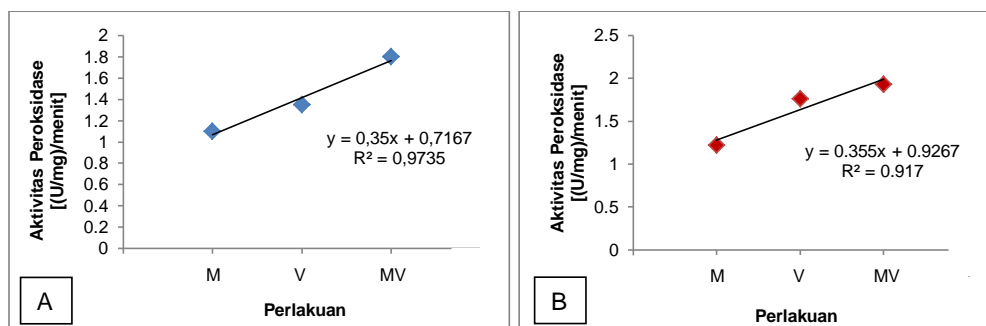 Aktivitas Peroksidase
[(U/mg)/menit]
2
1.8
1.6
1.4
1.2
1
0.8
0.6
0.4
0.2
0
y = 0,35x + 0,7167
R² = 0,9735
M V MV
Perlakuan
A
Aktivitas Peroksidase
[(U/mg)/menit]
2.5
2
1.5
1
0.5
0
y = 0.355x + 0.9267
R² = 0.917
M V MV
Perlakuan
B